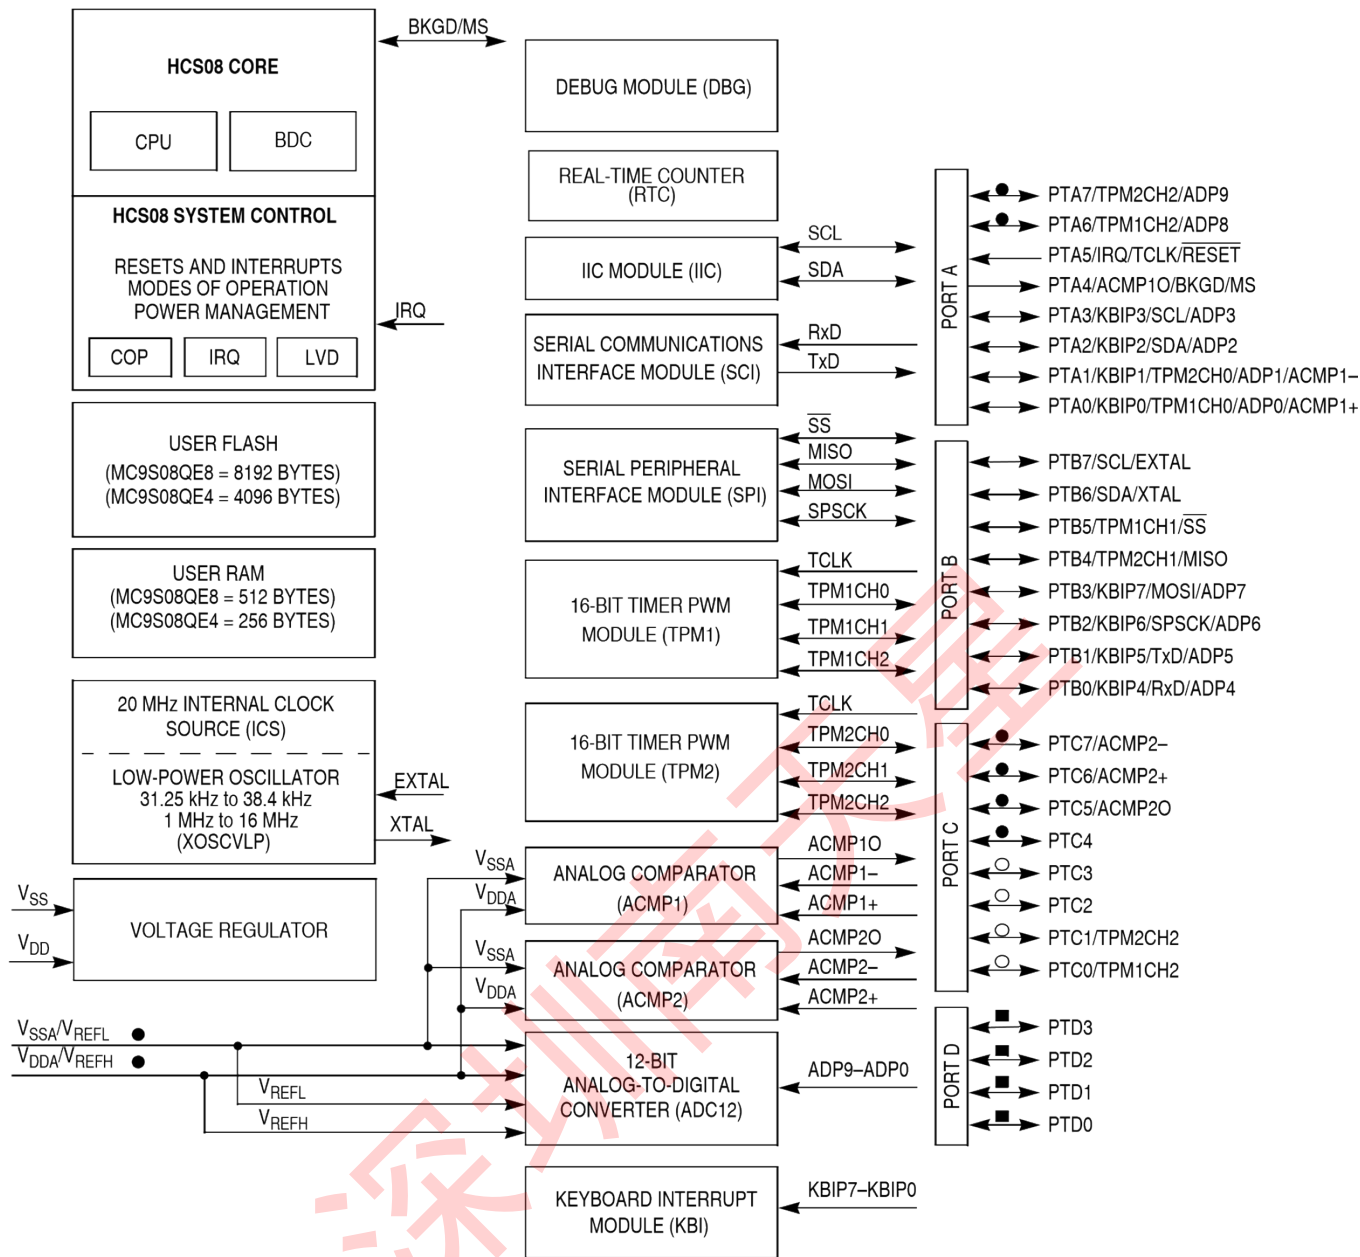 HCS08 CORE
CPU
BDC
BKGD/MS
HCS08 SYSTEM CONTROL
RESETS AND INTERRUPTS
MODES OF OPERATION
POWER MANAGEMENT
COP
IRQ
LVD
IRQ
USER FLASH
(MC9S08QE8 = 8192 BYTES)
(MC9S08QE4 = 4096 BYTES)
USER RAM
(MC9S08QE8 = 512 BYTES)
(MC9S08QE4 = 256 BYTES)
20 MHz INTERNAL CLOCK
SOURCE (ICS)
LOW-POWER OSCILLATOR
31.25 kHz to 38.4 kHz
1 MHz to 16 MHz
(XOSCVLP)
EXTAL
XTAL
VSS
VDD
VOLTAGE REGULATOR
VSSA/VREFL
VDDA/VREFH
VREFL
VREFH
DEBUG MODULE (DBG)
REAL-TIME COUNTER
(RTC)
IIC MODULE (IIC)
SCL
SDA
SERIAL COMMUNICATIONS
INTERFACE MODULE (SCI)
RxD
TxD
SERIAL PERIPHERAL
INTERFACE MODULE (SPI)
SS
MISO
MOSI
SPSCK
16-BIT TIMER PWM
MODULE (TPM1)
TCLK
TPM1CH0
TPM1CH1
TPM1CH2
16-BIT TIMER PWM
MODULE (TPM2)
TCLK
TPM2CH0
TPM2CH1
TPM2CH2
VSSA
VDDA
ANALOG COMPARATOR
(ACMP1)
ACMP1O
ACMP1–
ACMP1+
VSSA
VDDA
ANALOG COMPARATOR
(ACMP2)
ACMP2O
ACMP2–
ACMP2+
12-BIT
ANALOG-TO-DIGITAL
CONVERTER (ADC12)
ADP9–ADP0
KEYBOARD INTERRUPT
MODULE (KBI)
KBIP7–KBIP0
PORT A
PTA7/TPM2CH2/ADP9
PTA6/TPM1CH2/ADP8
PTA5/IRQ/TCLK/RESET
PTA4/ACMP1O/BKGD/MS
PTA3/KBIP3/SCL/ADP3
PTA2/KBIP2/SDA/ADP2
PTA1/KBIP1/TPM2CH0/ADP1/ACMP1–
PTA0/KBIP0/TPM1CH0/ADP0/ACMP1+
PORT B
PTB7/SCL/EXTAL
PTB6/SDA/XTAL
PTB5/TPM1CH1/SS
PTB4/TPM2CH1/MISO
PTB3/KBIP7/MOSI/ADP7
PTB2/KBIP6/SPSCK/ADP6
PTB1/KBIP5/TxD/ADP5
PTB0/KBIP4/RxD/ADP4
PORT C
PTC7/ACMP2–
PTC6/ACMP2+
PTC5/ACMP2O
PTC4
PTC3
PTC2
PTC1/TPM2CH2
PTC0/TPM1CH2
PORT D
PTD3
PTD2
PTD1
PTD0
深圳南天星